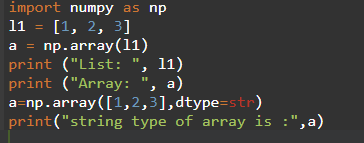 import numpy as np
l1 = [1, 2, 3]
a = np.array(l1)
print ("List: ", l1)
print ("Array: ", a)
a=np.array([1,2,3],dtype=str)
print("string type of array is :",a)